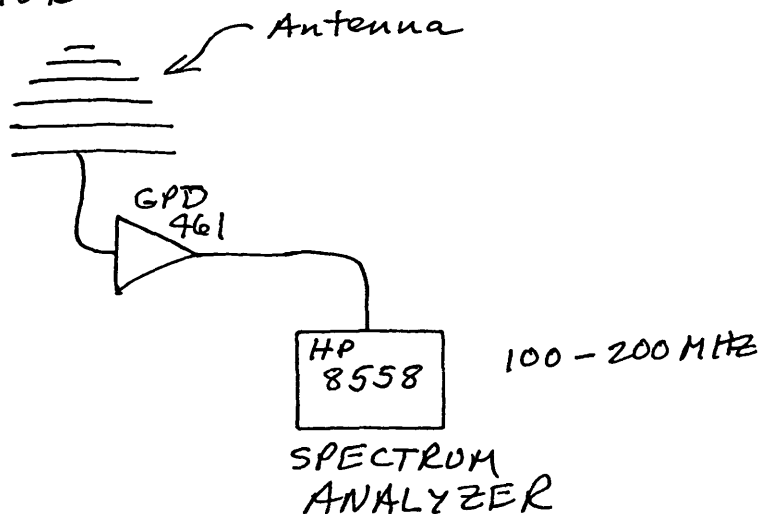 Antenna
GPD
461
HP
8558
100 - 200 MHZ
SPECTRUM
ANALYZER